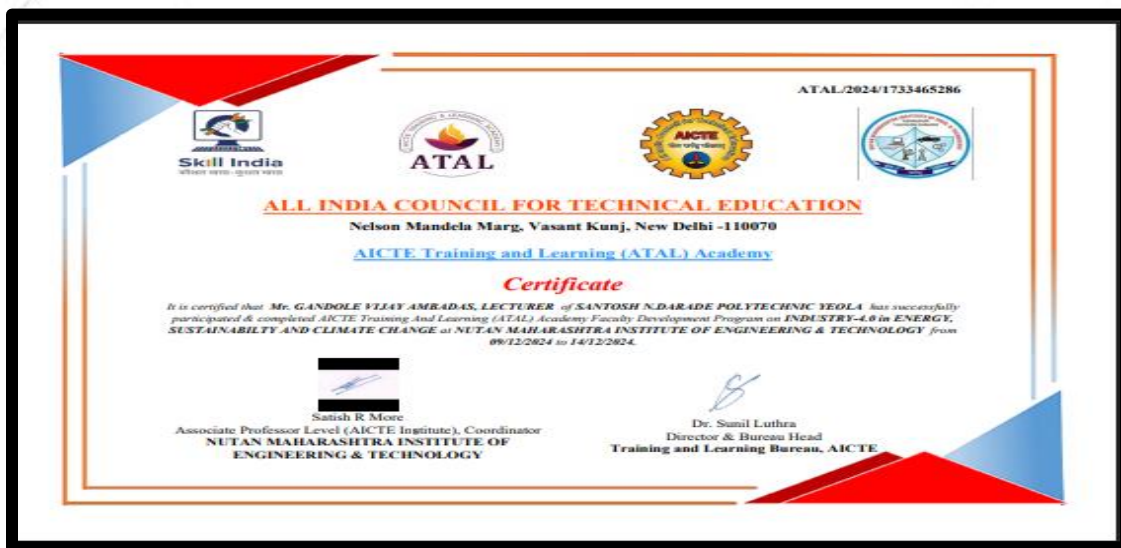 ATAL/2024/1733465286
Skill India
कौशल भारत-कुशल भारत
ATAL
AICTE
ALL INDIA COUNCIL FOR TECHNICAL EDUCATION
Nelson Mandela Marg, Vasant Kunj, New Delhi -110070
AICTE Training and Learning (ATAL) Academy
Certificate
It is certified that Mr. GANDOLE VIJAY AMBADAS, LECTURER of SANTOSH N.DARADE POLYTECHNIC YEOLA has successfully
participated & completed AICTE Training And Learning (ATAL) Academy Faculty Development Program on INDUSTRY-4.0 in ENERGY,
SUSTAINABILTY AND CLIMATE CHANGE at NUTAN MAHARASHTRA INSTITUTE OF ENGINEERING & TECHNOLOGY from
09/12/2024 to 14/12/2024.
Satish R More
Associate Professor Level (AICTE Institute), Coordinator
NUTAN MAHARASHTRA INSTITUTE OF
ENGINEERING & TECHNOLOGY
Dr. Sunil Luthra
Director & Bureau Head
Training and Learning Bureau, AICTE